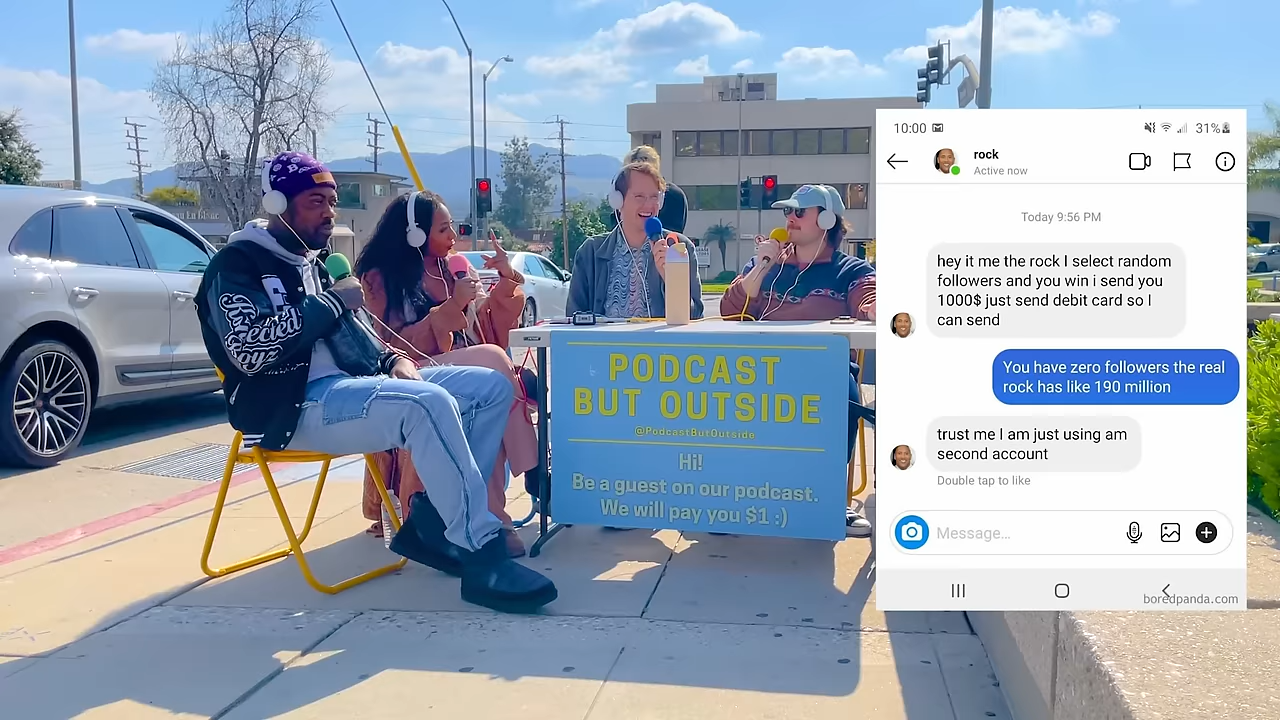 PODCAST
BUT OUTSIDE
@PodcastButOutside
Hi!
Be a guest on our podcast.
We will pay you $1 :)
10:00
31%
rock
Active now
Today 9:56 PM
hey it me the rock I select random
followers and you win i send you
1000$ just send debit card so I
can send
You have zero followers the real
rock has like 190 million
trust me I am just using am
second account
Double tap to like
Message...
boredpanda.com